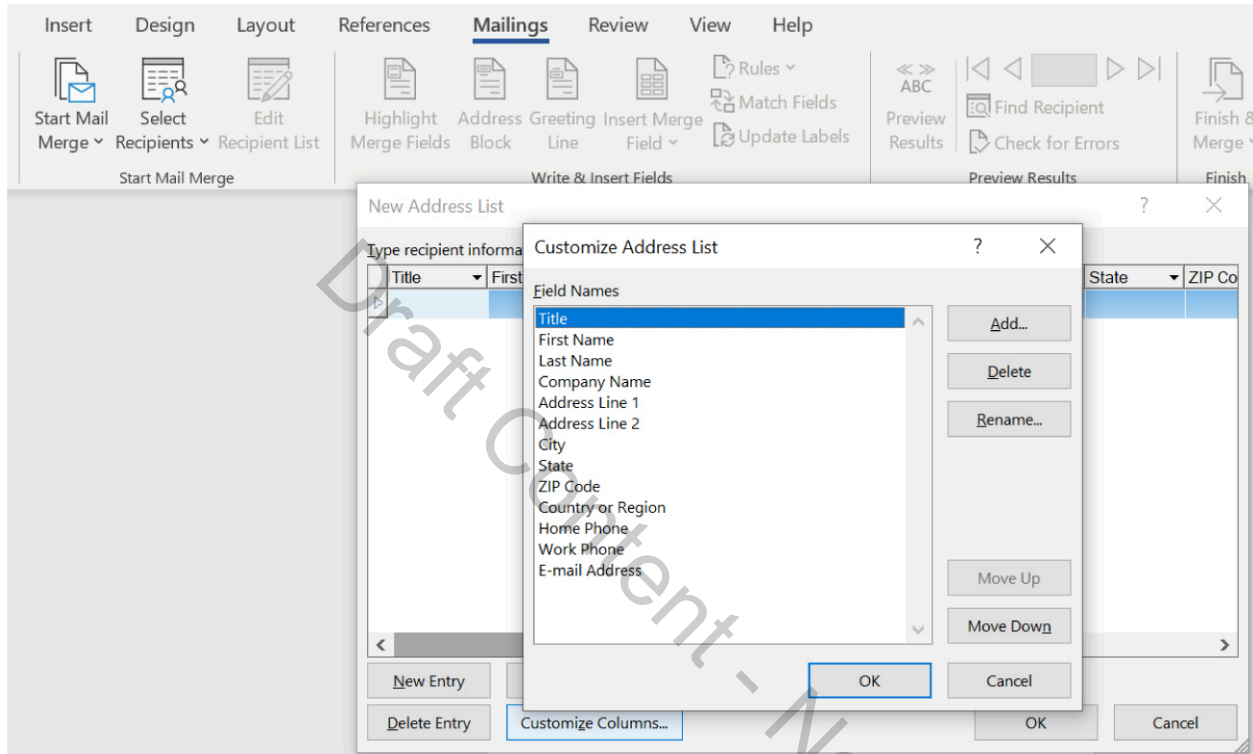 Insert Design Layout References Mailings Review View Help
Start Mail Merge
Select Recipients
Edit Recipient List
Start Mail Merge
Highlight Merge Fields
Address Block
Greeting Line
Insert Merge Field
Rules
Match Fields
Update Labels
Write & Insert Fields
ABC
Preview Results
Find Recipient
Check for Errors
Preview Results
Finish &
Merge
Finish
New Address List ?
Type recipient informa
Title First State ZIP Co
Customize Address List ?
Field Names
Title
First Name
Last Name
Company Name
Address Line 1
Address Line 2
City
State
ZIP Code
Country or Region
Home Phone
Work Phone
E-mail Address
Add...
Delete
Rename...
Move Up
Move Down
OK Cancel
New Entry
Delete Entry Customize Columns... OK Cancel
Draft Content -